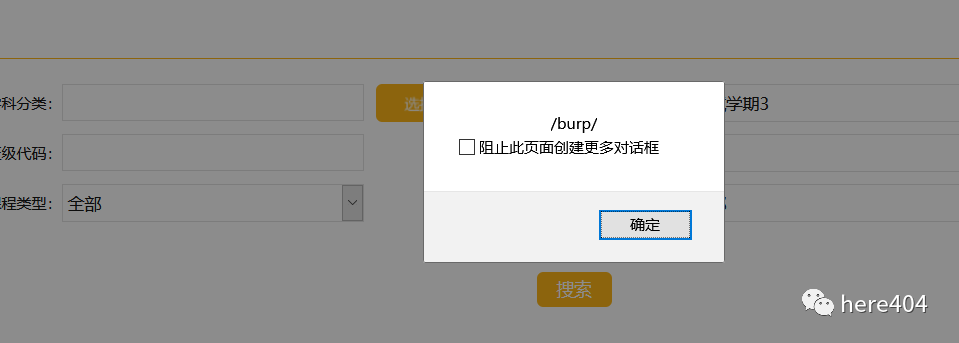 科分类：
选
学期3
/burp/
阻止此页面创建更多对话框
级代码：
程类型：
全部
确定
搜索
here404